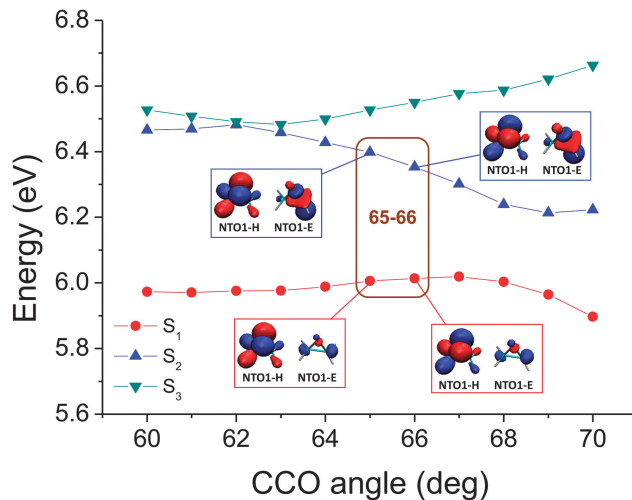 6.8
6.6
6.4
6.2
6.0
5.8
5.6
Energy (eV)
NTO1-H NTO1-E
NTO1-H NTO1-E
65-66
NTO1-H NTO1-E
NTO1-H NTO1-E
S1
S2
S3
60 62 64 66 68 70
CCO angle (deg)